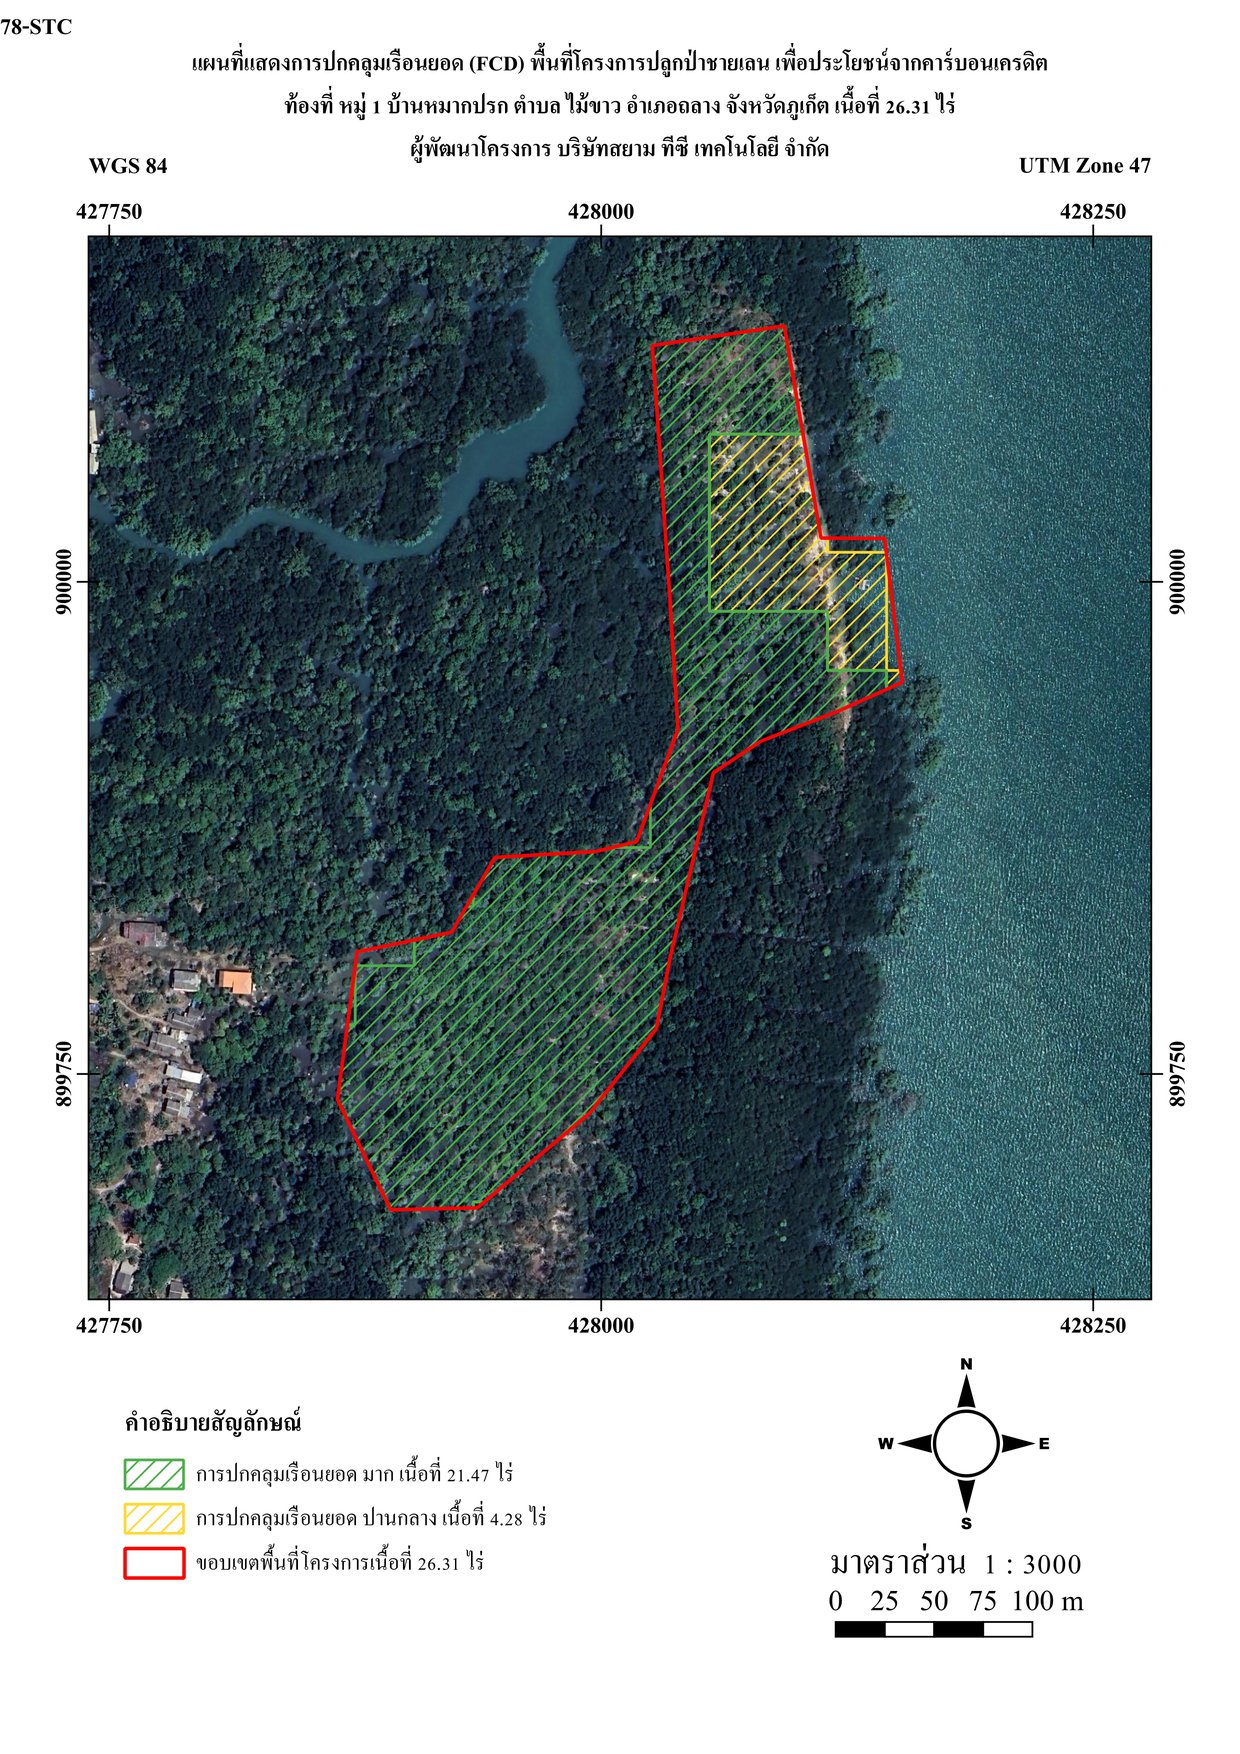 78-STC
แผนที่แสดงการปกคลุมเรือนยอด (FCD) พื้นที่โครงการปลูกป่าชายเลน เพื่อประโยชน์จากคาร์บอนเครดิต
ท้องที่ หมู่ 1 บ้านหมากปรก ตำบล ไม้ขาว อำเภอถลาง จังหวัดภูเก็ต เนื้อที่ 26.31 ไร่
ผู้พัฒนาโครงการ บริษัทสยาม ทีซี เทคโนโลยี จำกัด
WGS 84 UTM Zone 47
427750 428000 428250
900000 900000
899750 899750
427750 428000 428250
คำอธิบายสัญลักษณ์
การปกคลุมเรือนยอด มาก เนื้อที่ 21.47 ไร่
การปกคลุมเรือนยอด ปานกลาง เนื้อที่ 4.28 ไร่
ขอบเขตพื้นที่โครงการเนื้อที่ 26.31 ไร่
N
W E
S
มาตราส่วน 1 : 3000
0 25 50 75 100 m